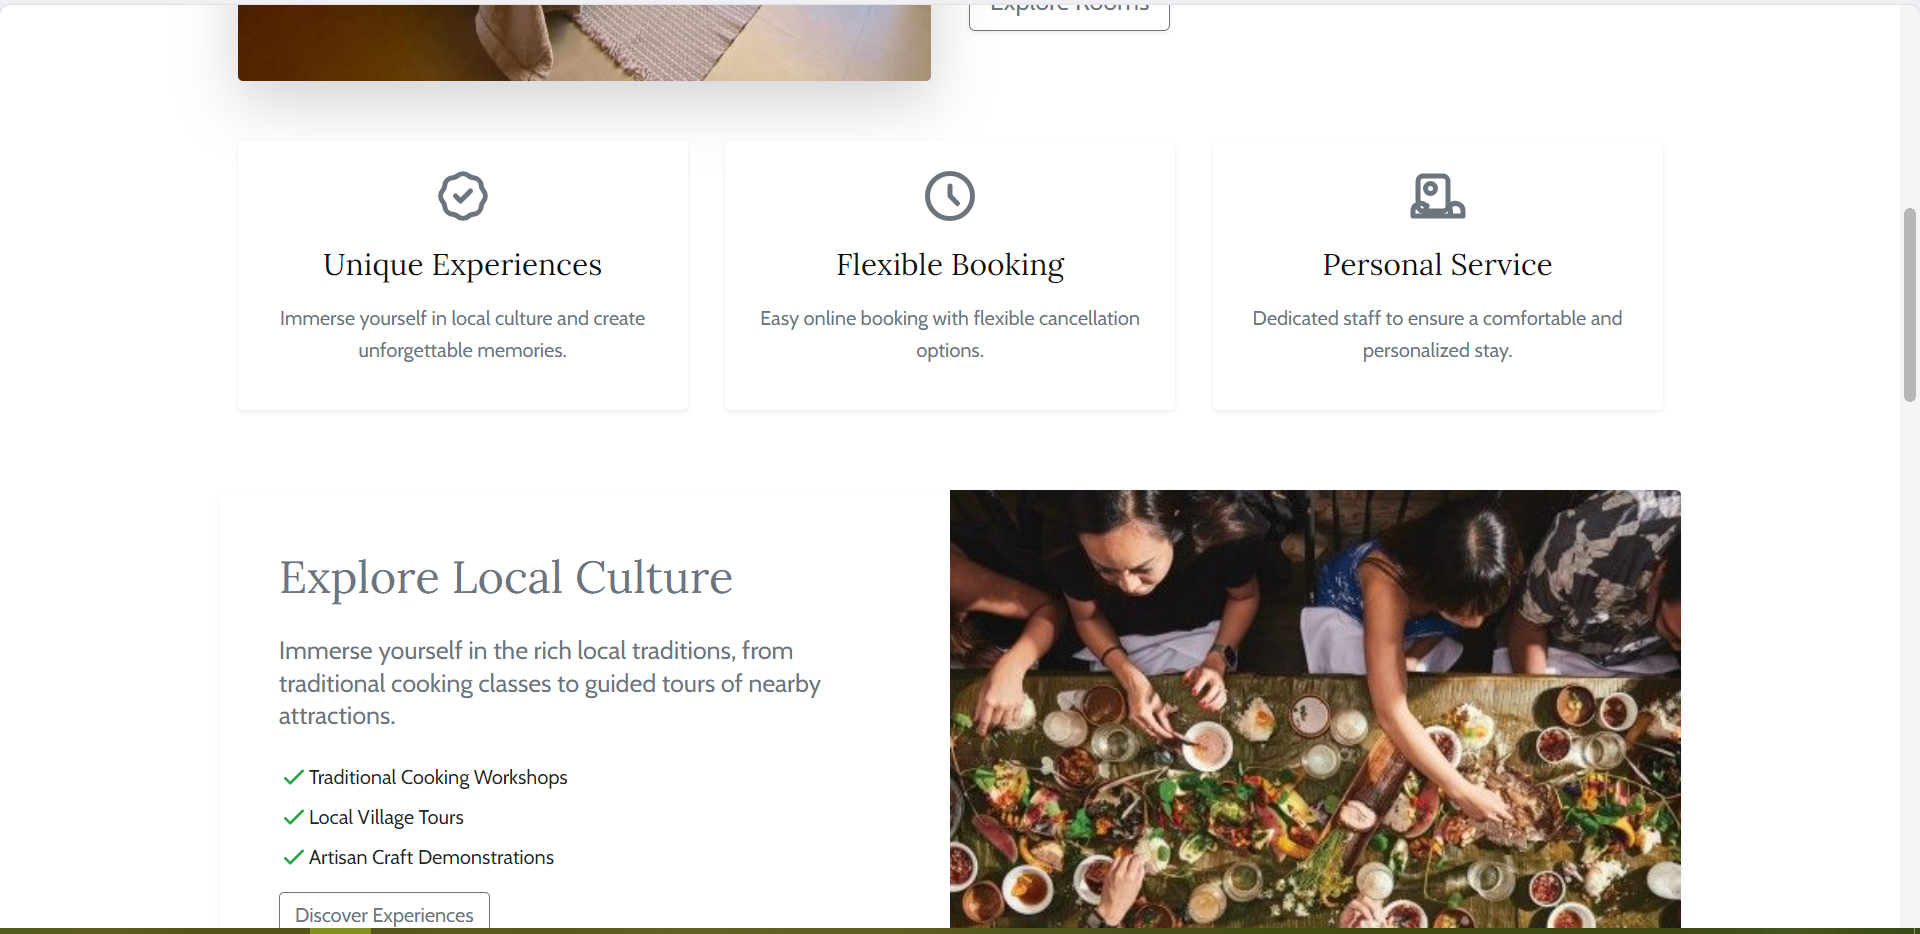 Explore Rooms
Unique Experiences
Immerse yourself in local culture and create
unforgettable memories.
Flexible Booking
Easy online booking with flexible cancellation
options.
Personal Service
Dedicated staff to ensure a comfortable and
personalized stay.
Explore Local Culture
Immerse yourself in the rich local traditions, from
traditional cooking classes to guided tours of nearby
attractions.
Traditional Cooking Workshops
Local Village Tours
Artisan Craft Demonstrations
Discover Experiences